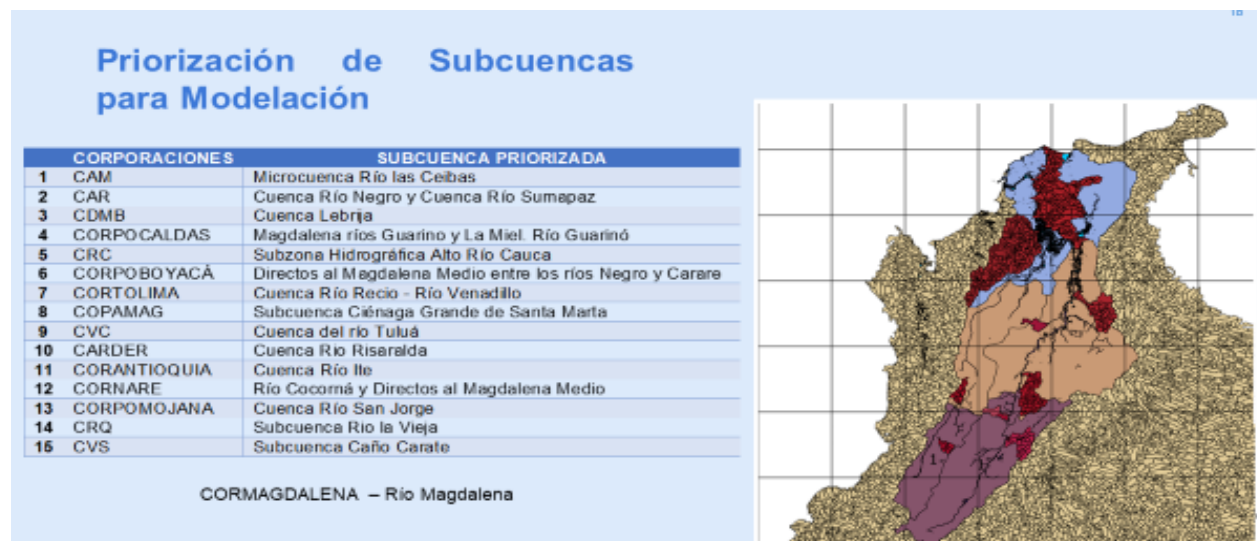 18
Priorización de Subcuencas
para Modelación
CORPORACIONES SUBCUENCA PRIORIZADA
1 CAM Microcuenca Río las Ceibas
2 CAR Cuenca Río Negro y Cuenca Río Sumapaz
3 CDMB Cuenca Lebrija
4 CORPOCALDAS Magdalena ríos Guarino y La Miel. Río Guarinó
5 CRC Subzona Hidrográfica Alto Río Cauca
6 CORPOBOYACÁ Directos al Magdalena Medio entre los ríos Negro y Carare
7 CORTOLIMA Cuenca Río Recio - Río Venadillo
8 COPAMAG Subcuenca Ciénaga Grande de Santa Marta
9 CVC Cuenca del río Tuluá
10 CARDER Cuenca Rio Risaralda
11 CORANTIOQUIA Cuenca Río Ite
12 CORNARE Río Cocorná y Directos al Magdalena Medio
13 CORPOMOJANA Cuenca Río San Jorge
14 CRQ Subcuenca Rio la Vieja
15 CVS Subcuenca Caño Carate
CORMAGDALENA – Río Magdalena
1